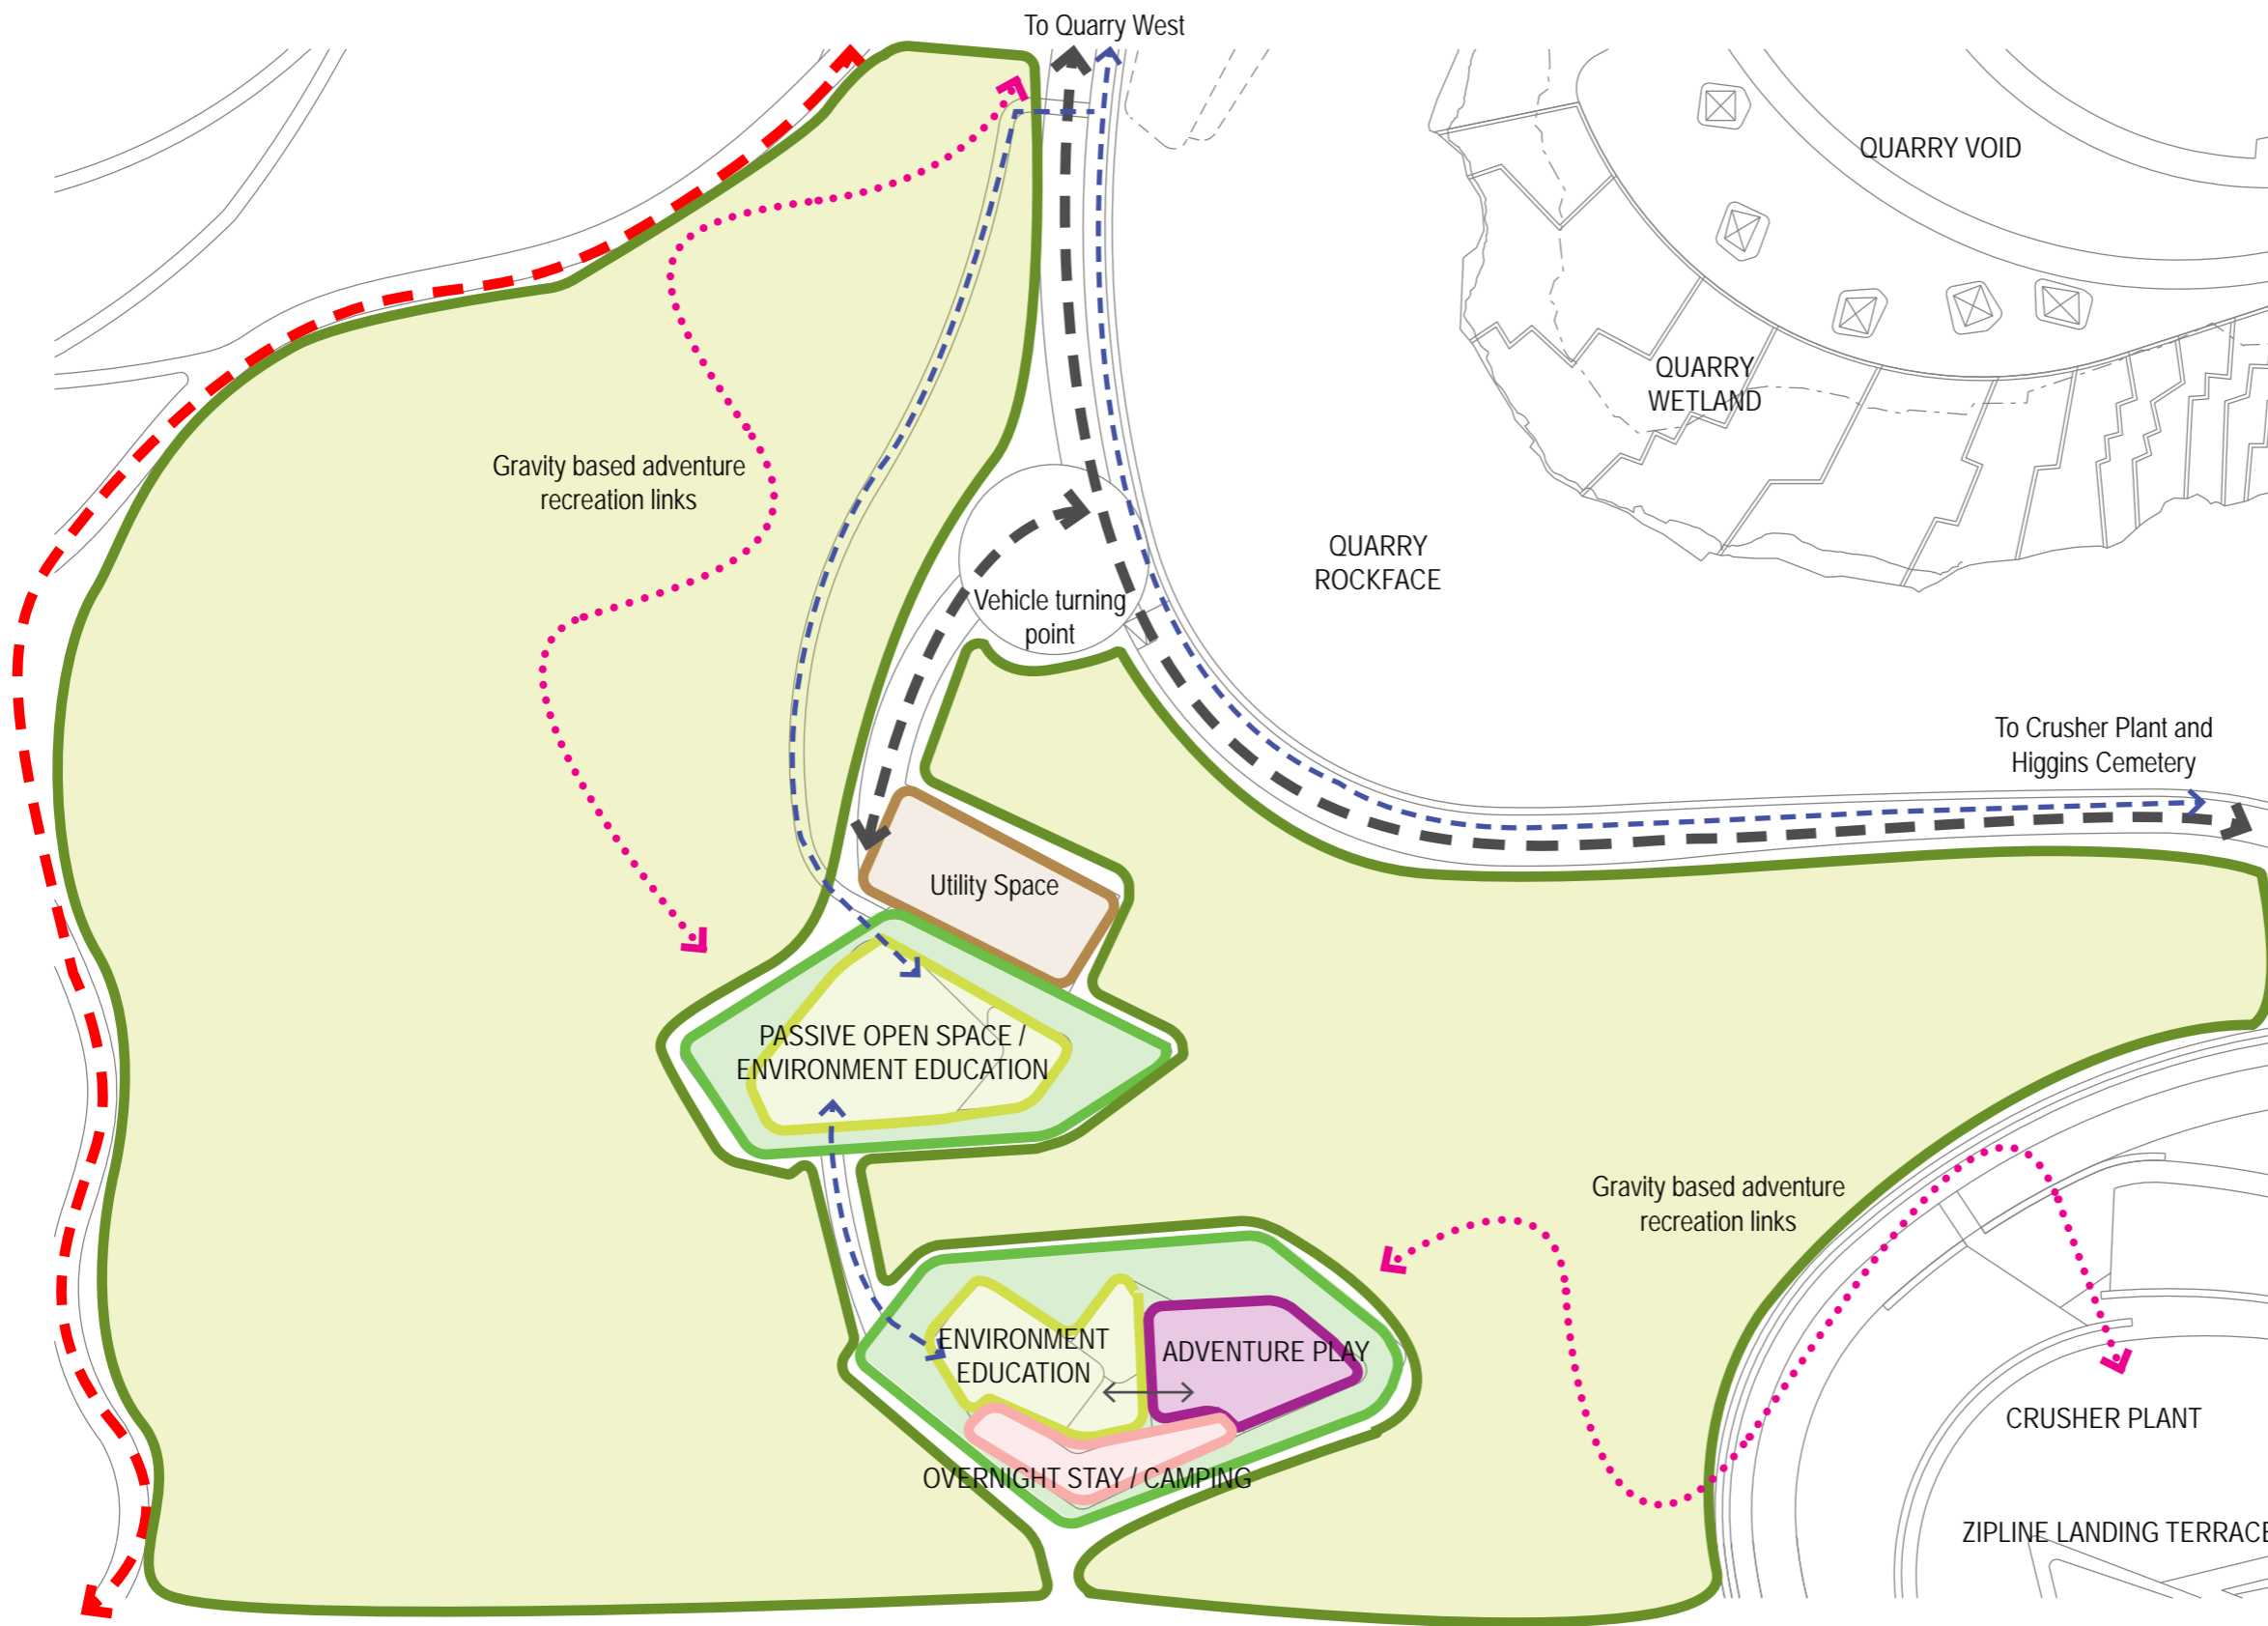 To Quarry West
QUARRY VOID
QUARRY
WETLAND
Gravity based adventure
recreation links
QUARRY
ROCKFACE
Vehicle turning
point
To Crusher Plant and
Higgins Cemetery
Utility Space
PASSIVE OPEN SPACE /
ENVIRONMENT EDUCATION
Gravity based adventure
recreation links
ENVIRONMENT
EDUCATION
ADVENTURE PLAY
CRUSHER PLANT
OVERNIGHT STAY / CAMPING
ZIPLINE LANDING TERRACE